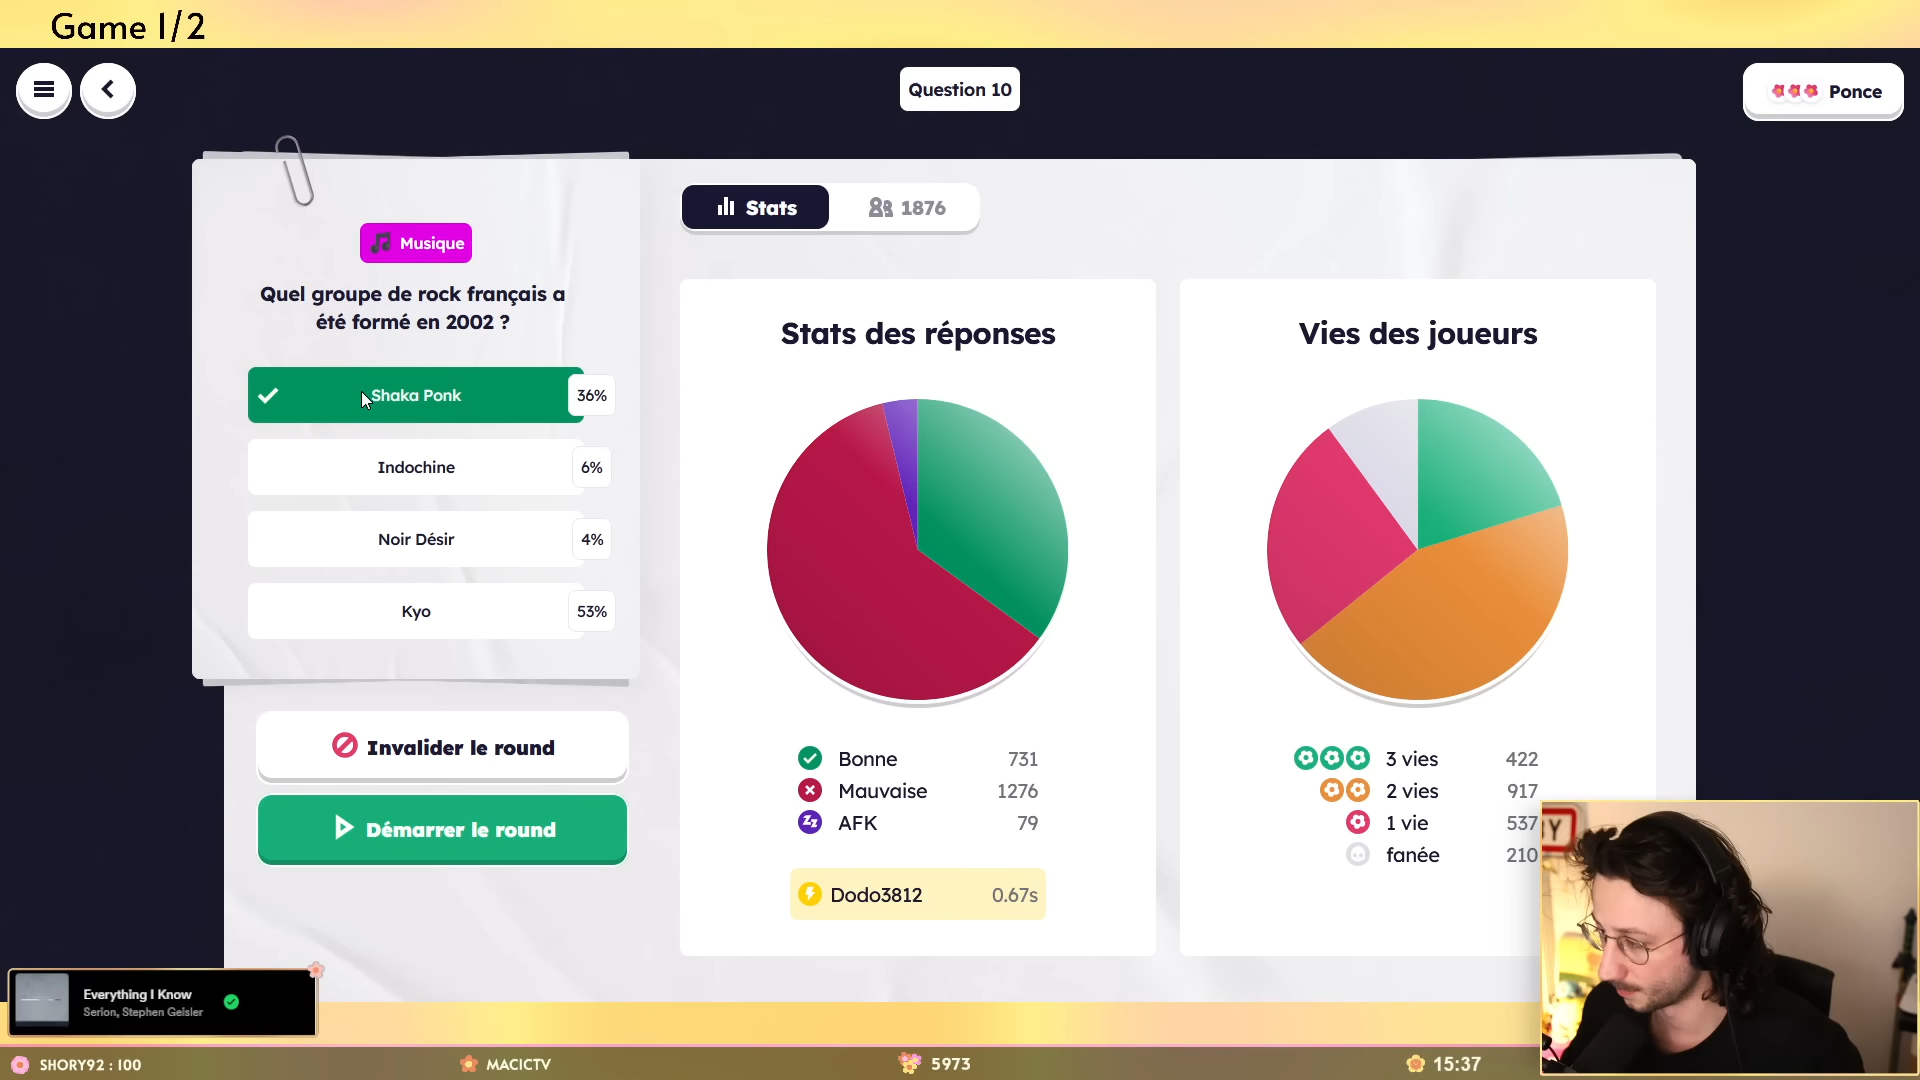 Game 1/2
Question 10
Ponce
Stats
1876
Musique
Quel groupe de rock français a
été formé en 2002 ?
Shaka Ponk
36%
Indochine
6%
Noir Désir
4%
Kyo
53%
Invalider le round
Démarrer le round
Stats des réponses
Bonne
731
Mauvaise
1276
AFK
79
Dodo3812
0.67s
Vies des joueurs
3 vies
422
2 vies
917
1 vie
537
fanée
210
Everything I Know
Serion, Stephen Geisler
SHORY92 : 100
MACICTV
5973
15:37